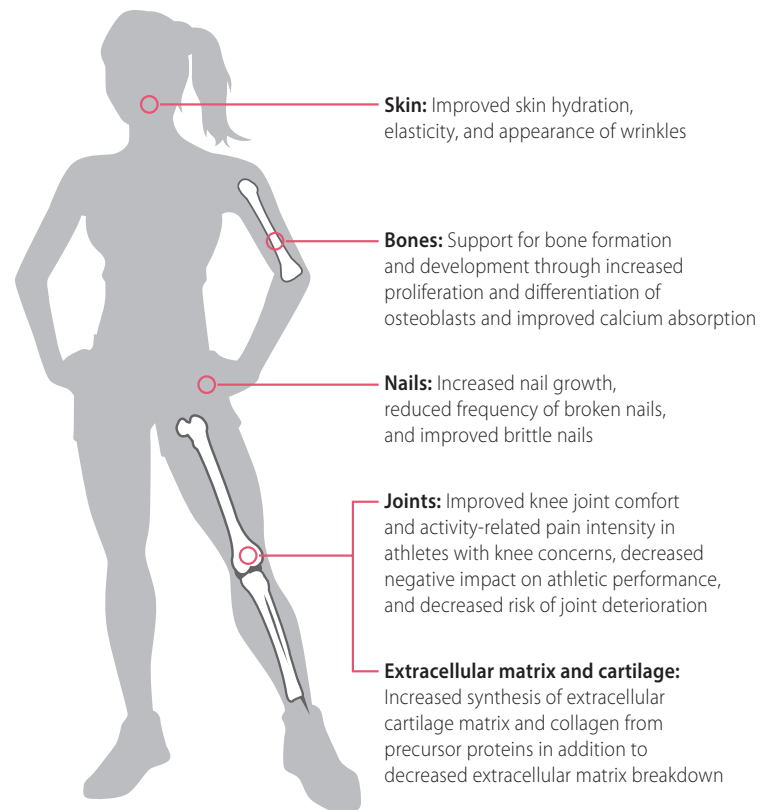 Skin: Improved skin hydration,
elasticity, and appearance of wrinkles
Bones: Support for bone formation
and development through increased
proliferation and differentiation of
osteoblasts and improved calcium absorption
Nails: Increased nail growth,
reduced frequency of broken nails,
and improved brittle nails
Joints: Improved knee joint comfort
and activity-related pain intensity in
athletes with knee concerns, decreased
negative impact on athletic performance,
and decreased risk of joint deterioration
Extracellular matrix and cartilage:
Increased synthesis of extracellular
cartilage matrix and collagen from
precursor proteins in addition to
decreased extracellular matrix breakdown